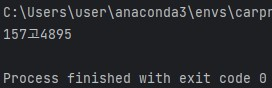 C:\Users\user\anaconda3\envs\carpr
157고4895
Process finished with exit code 0